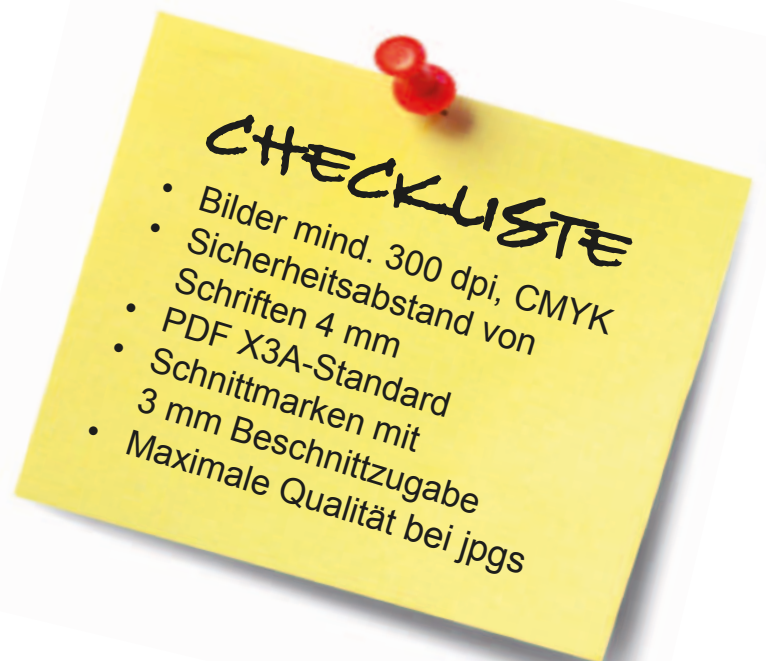 CHECKLISTE
• Bilder mind. 300 dpi, CMYK
• Sicherheitsabstand von
Schriften 4 mm
• PDF X3A-Standard
• Schnittmarken mit
3 mm Beschnittzugabe
• Maximale Qualität bei jpgs